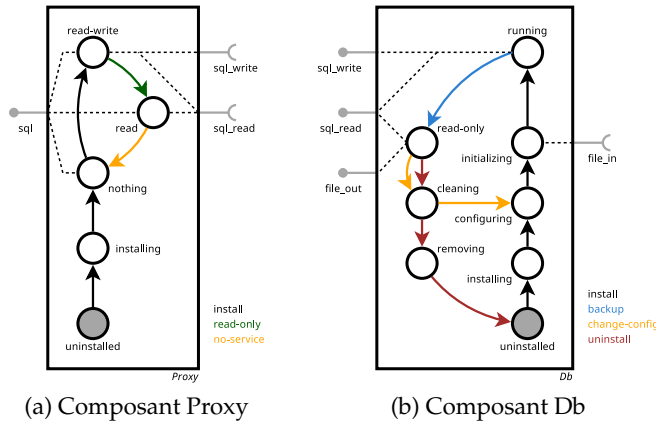 read-write
sql_write
sql
read
sql_read
nothing
installing
install
read-only
no-service
uninstalled
Proxy
(a) Composant Proxy
running
sql_write
sql_read
read-only
initializing
file_in
file_out
cleaning
configuring
removing
installing
install
backup
change-config
uninstall
uninstalled
Db
(b) Composant Db